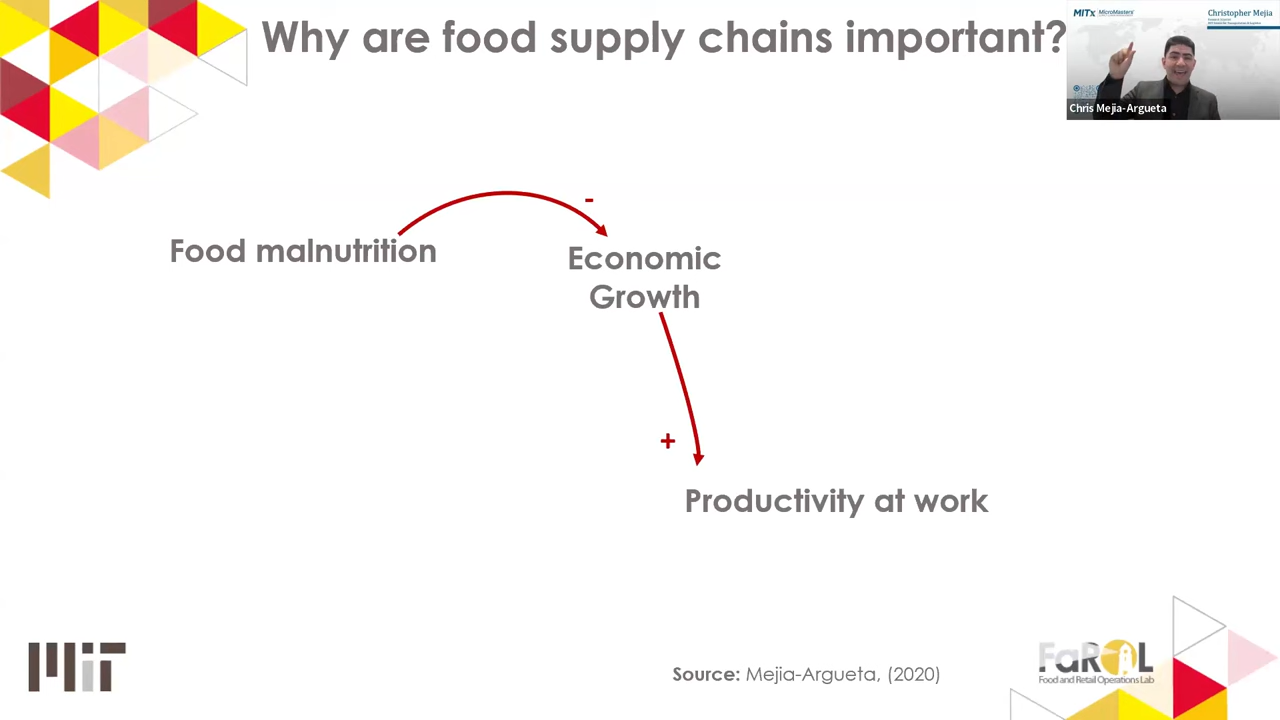 Why are food supply chains important?
MITx MicroMasters
Christopher Mejia
Chris Mejia-Argueta
-
Food malnutrition
Economic
Growth
+
Productivity at work
MIT
Source: Mejia-Argueta, (2020)
FaROL
Food and Retail Operations Lab